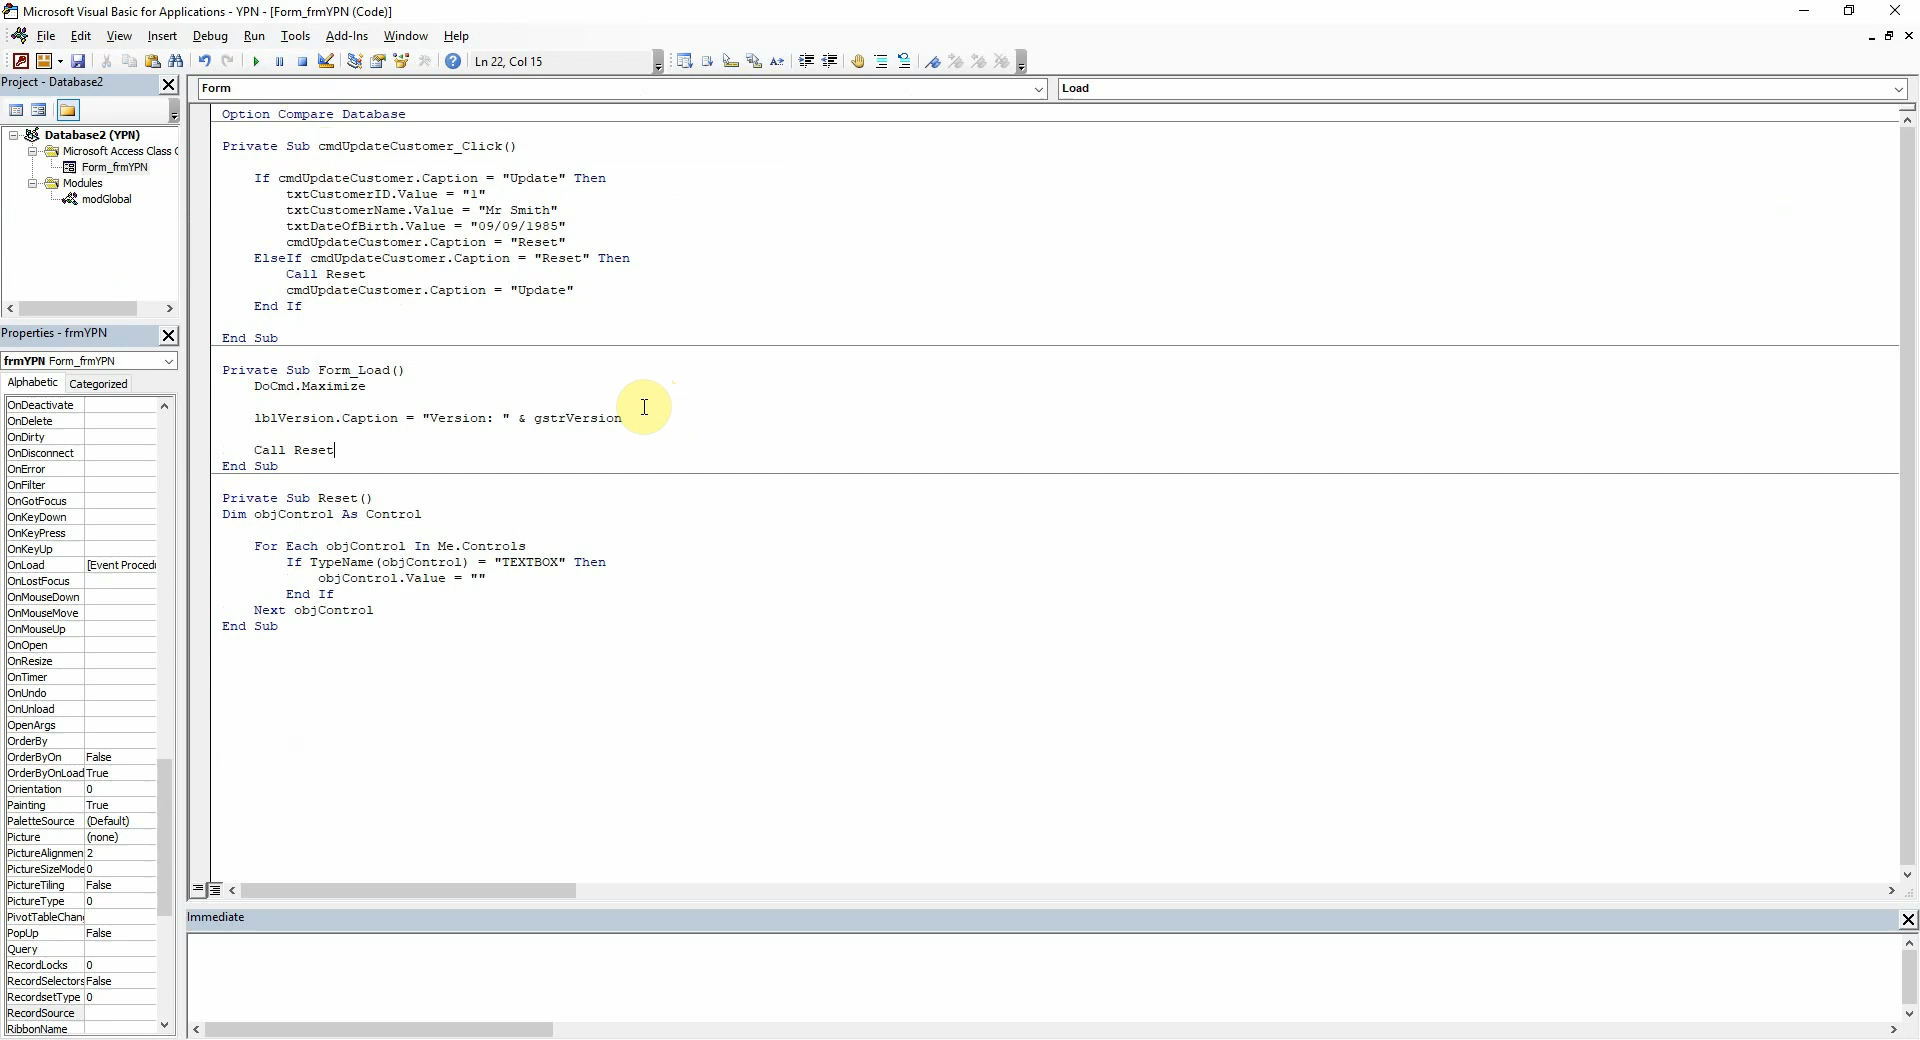 Microsoft Visual Basic for Applications - YPN - [Form_frmYPN (Code)]
File Edit View Insert Debug Run Tools Add-Ins Window Help
Ln 22, Col 15
Project - Database2
Form
Load
Database2 (YPN)
Microsoft Access Class
Form_frmYPN
Modules
modGlobal
Properties - frmYPN
frmYPN Form_frmYPN
Alphabetic Categorized
OnDeactivate
OnDelete
OnDirty
OnDisconnect
OnError
OnFilter
OnGotFocus
OnKeyDown
OnKeyPress
OnKeyUp
OnLoad [Event Proced
OnLostFocus
OnMouseDown
OnMouseMove
OnMouseUp
OnOpen
OnResize
OnTimer
OnUndo
OnUnload
OpenArgs
OrderBy
OrderByOn False
OrderByOnLoad True
Orientation 0
Painting True
PaletteSource (Default)
Picture (none)
PictureAlignmen 2
PictureSizeMode 0
PictureTiling False
PictureType 0
PivotTableChan
PopUp False
Query
RecordLocks 0
RecordSelectors False
RecordsetType 0
RecordSource
RibbonName
Option Compare Database
Private Sub cmdUpdateCustomer_Click()
If cmdUpdateCustomer.Caption = "Update" Then
txtCustomerID.Value = "1"
txtCustomerName.Value = "Mr Smith"
txtDateOfBirth.Value = "09/09/1985"
cmdUpdateCustomer.Caption = "Reset"
ElseIf cmdUpdateCustomer.Caption = "Reset" Then
Call Reset
cmdUpdateCustomer.Caption = "Update"
End If
End Sub
Private Sub Form_Load()
DoCmd.Maximize
lblVersion.Caption = "Version: " & gstrVersion
Call Reset
End Sub
Private Sub Reset()
Dim objControl As Control
For Each objControl In Me.Controls
If TypeName(objControl) = "TEXTBOX" Then
objControl.Value = ""
End If
Next objControl
End Sub
Immediate